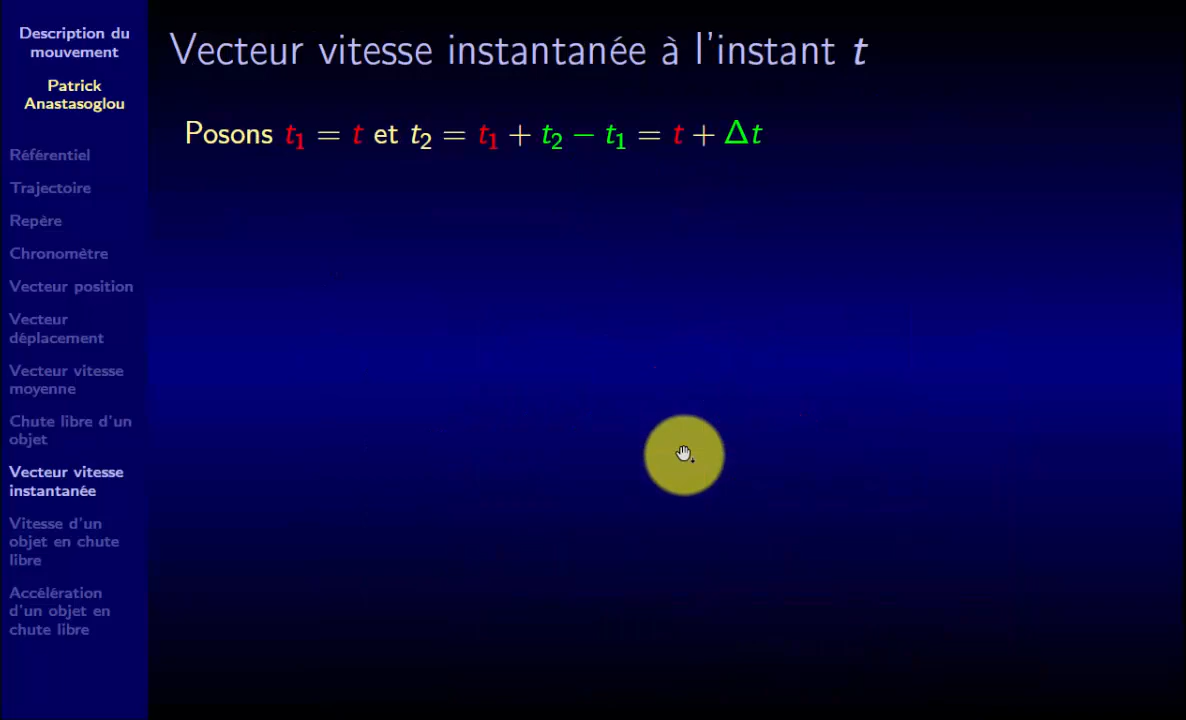 Description du
mouvement
Patrick
Anastasoglou
Référentiel
Trajectoire
Repère
Chronomètre
Vecteur position
Vecteur
déplacement
Vecteur vitesse
moyenne
Chute libre d'un
objet
Vecteur vitesse
instantanée
Vitesse d'un
objet en chute
libre
Accélération
d'un objet en
chute libre
Vecteur vitesse instantanée à l'instant t
Posons t₁ = t et t₂ = t₁ + t₂ − t₁ = t + Δt